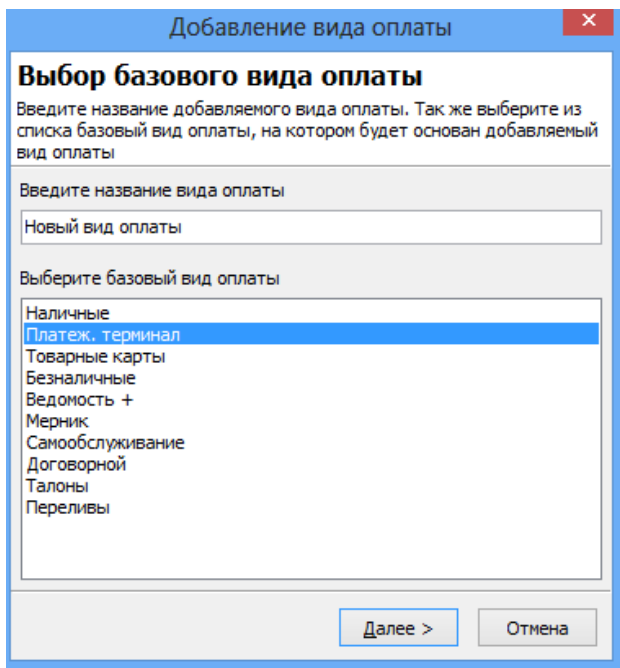 Добавление вида оплаты
Выбор базового вида оплаты
Введите название добавляемого вида оплаты. Так же выберите из
списка базовый вид оплаты, на котором будет основан добавляемый
вид оплаты
Введите название вида оплаты
Новый вид оплаты
Выберите базовый вид оплаты
Наличные
Платеж. терминал
Товарные карты
Безналичные
Ведомость +
Мерник
Самообслуживание
Договорной
Талоны
Переливы
Далее >
Отмена